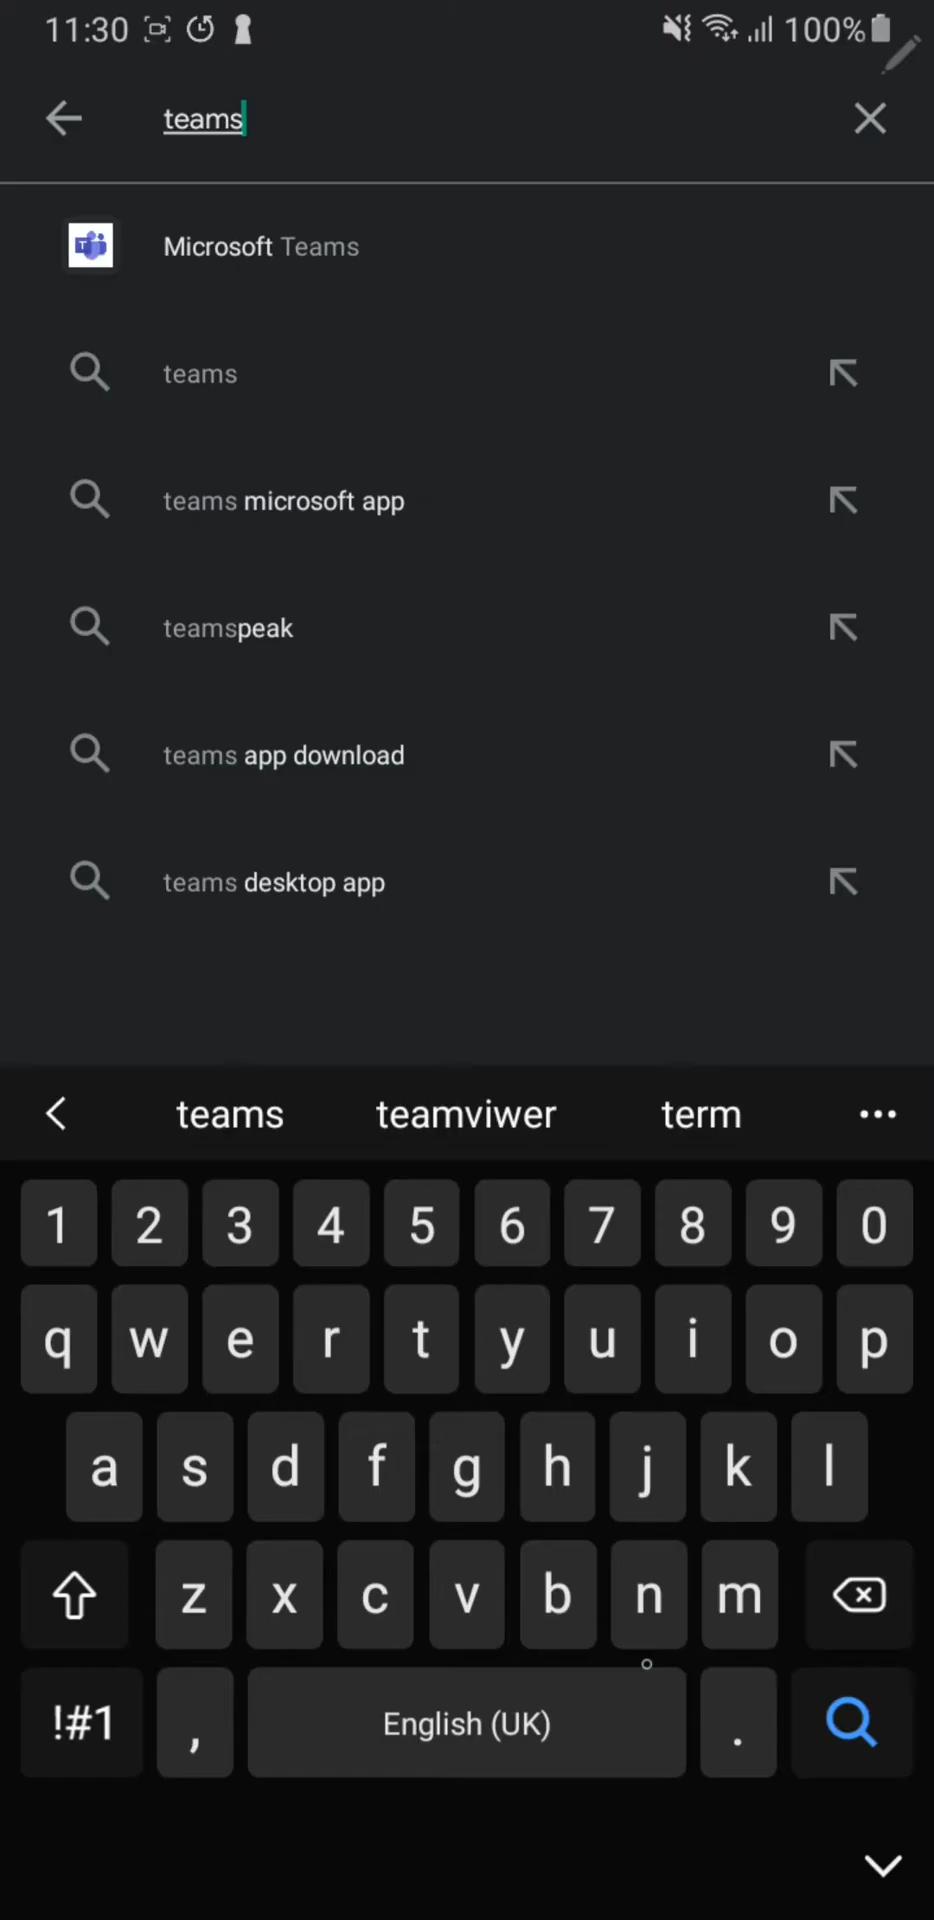 11:30 100%
teams
Microsoft Teams
teams
teams microsoft app
teamspeak
teams app download
teams desktop app
teams teamviwer term ...
1 2 3 4 5 6 7 8 9 0
q w e r t y u i o p
a s d f g h j k l
z x c v b n m
!#1 , English (UK) .